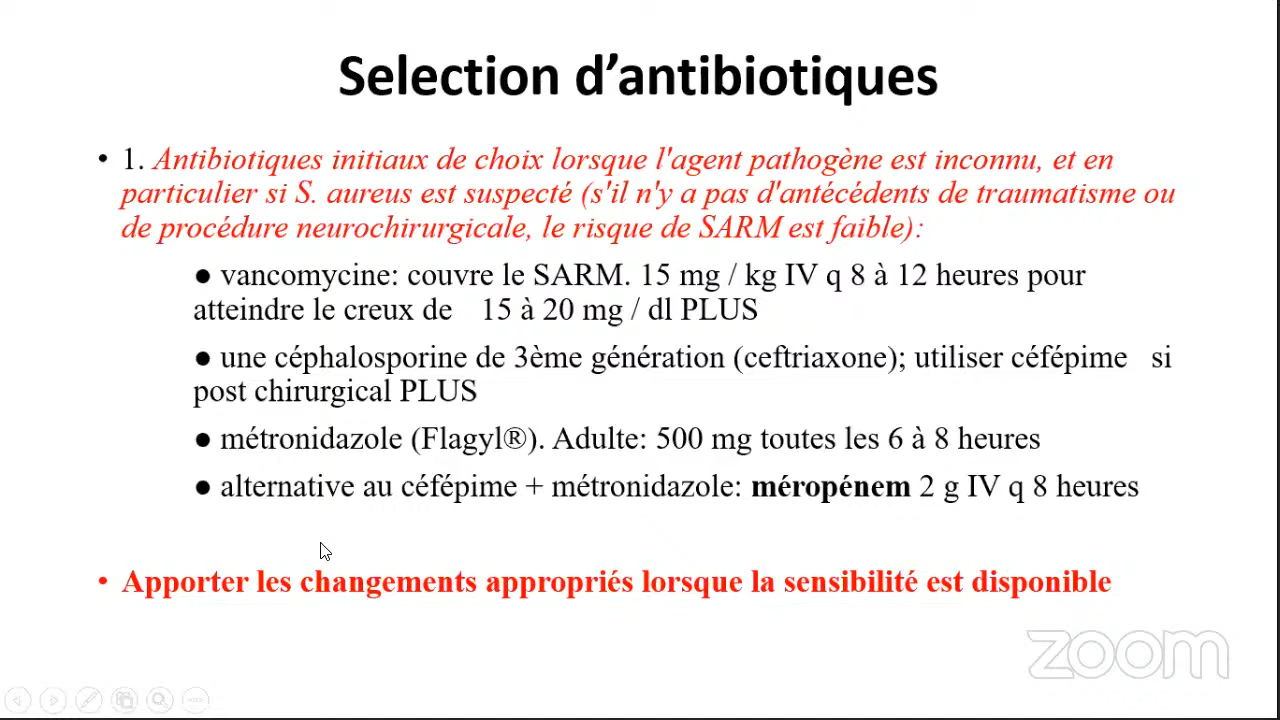 Selection d’antibiotiques
• 1. Antibiotiques initiaux de choix lorsque l'agent pathogène est inconnu, et en
particulier si S. aureus est suspecté (s'il n'y a pas d'antécédents de traumatisme ou
de procédure neurochirurgicale, le risque de SARM est faible):
● vancomycine: couvre le SARM. 15 mg / kg IV q 8 à 12 heures pour
atteindre le creux de 15 à 20 mg / dl PLUS
● une céphalosporine de 3ème génération (ceftriaxone); utiliser céfépime si
post chirurgical PLUS
● métronidazole (Flagyl®). Adulte: 500 mg toutes les 6 à 8 heures
● alternative au céfépime + métronidazole: méropénem 2 g IV q 8 heures
• Apporter les changements appropriés lorsque la sensibilité est disponible
zoom